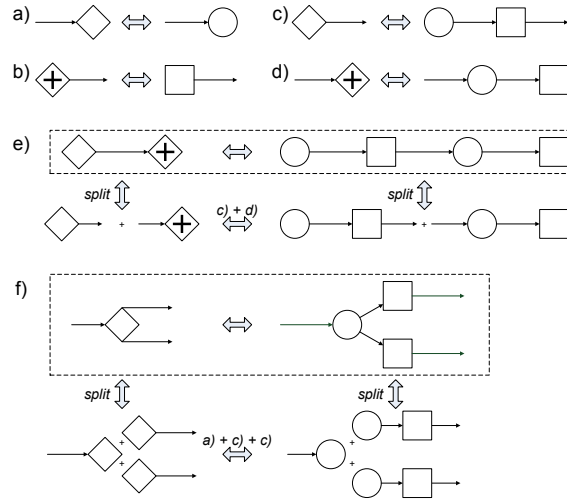 a) c)
b) d)
e)
split split
+ c) + d) +
f)
split split
+ a) + c) + c) +
+ +